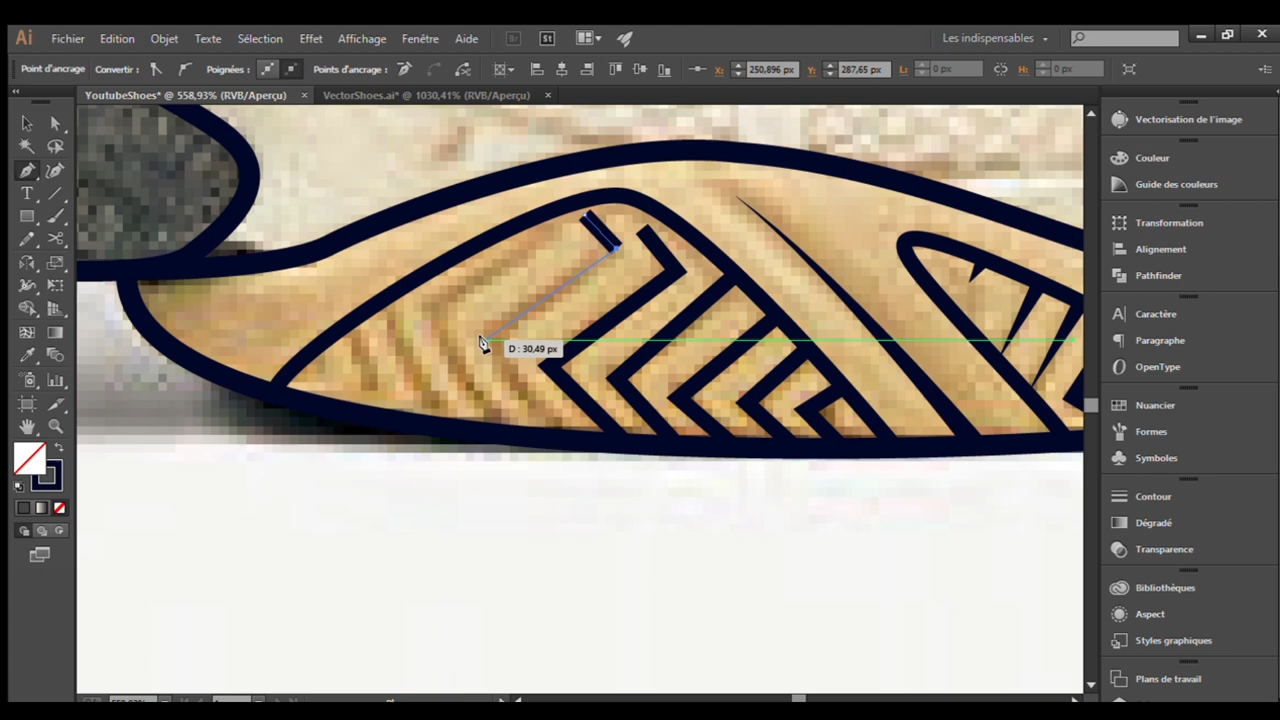 Ai Fichier Edition Objet Texte Sélection Effet Affichage Fenêtre Aide Br St Les indispensables
Point d'ancrage Convertir : Poignées : Points d'ancrage : X: 250,896 px Y: 287,65 px L: 0 px H: 0 px
YoutubeShoes* @ 558,93% (RVB/Aperçu) × VectorShoes.ai* @ 1030,41% (RVB/Aperçu) ×
D : 30,49 px
Vectorisation de l'image
Couleur
Guide des couleurs
Transformation
Alignement
Pathfinder
Caractère
Paragraphe
OpenType
Nuancier
Formes
Symboles
Contour
Dégradé
Transparence
Bibliothèques
Aspect
Styles graphiques
Plans de travail